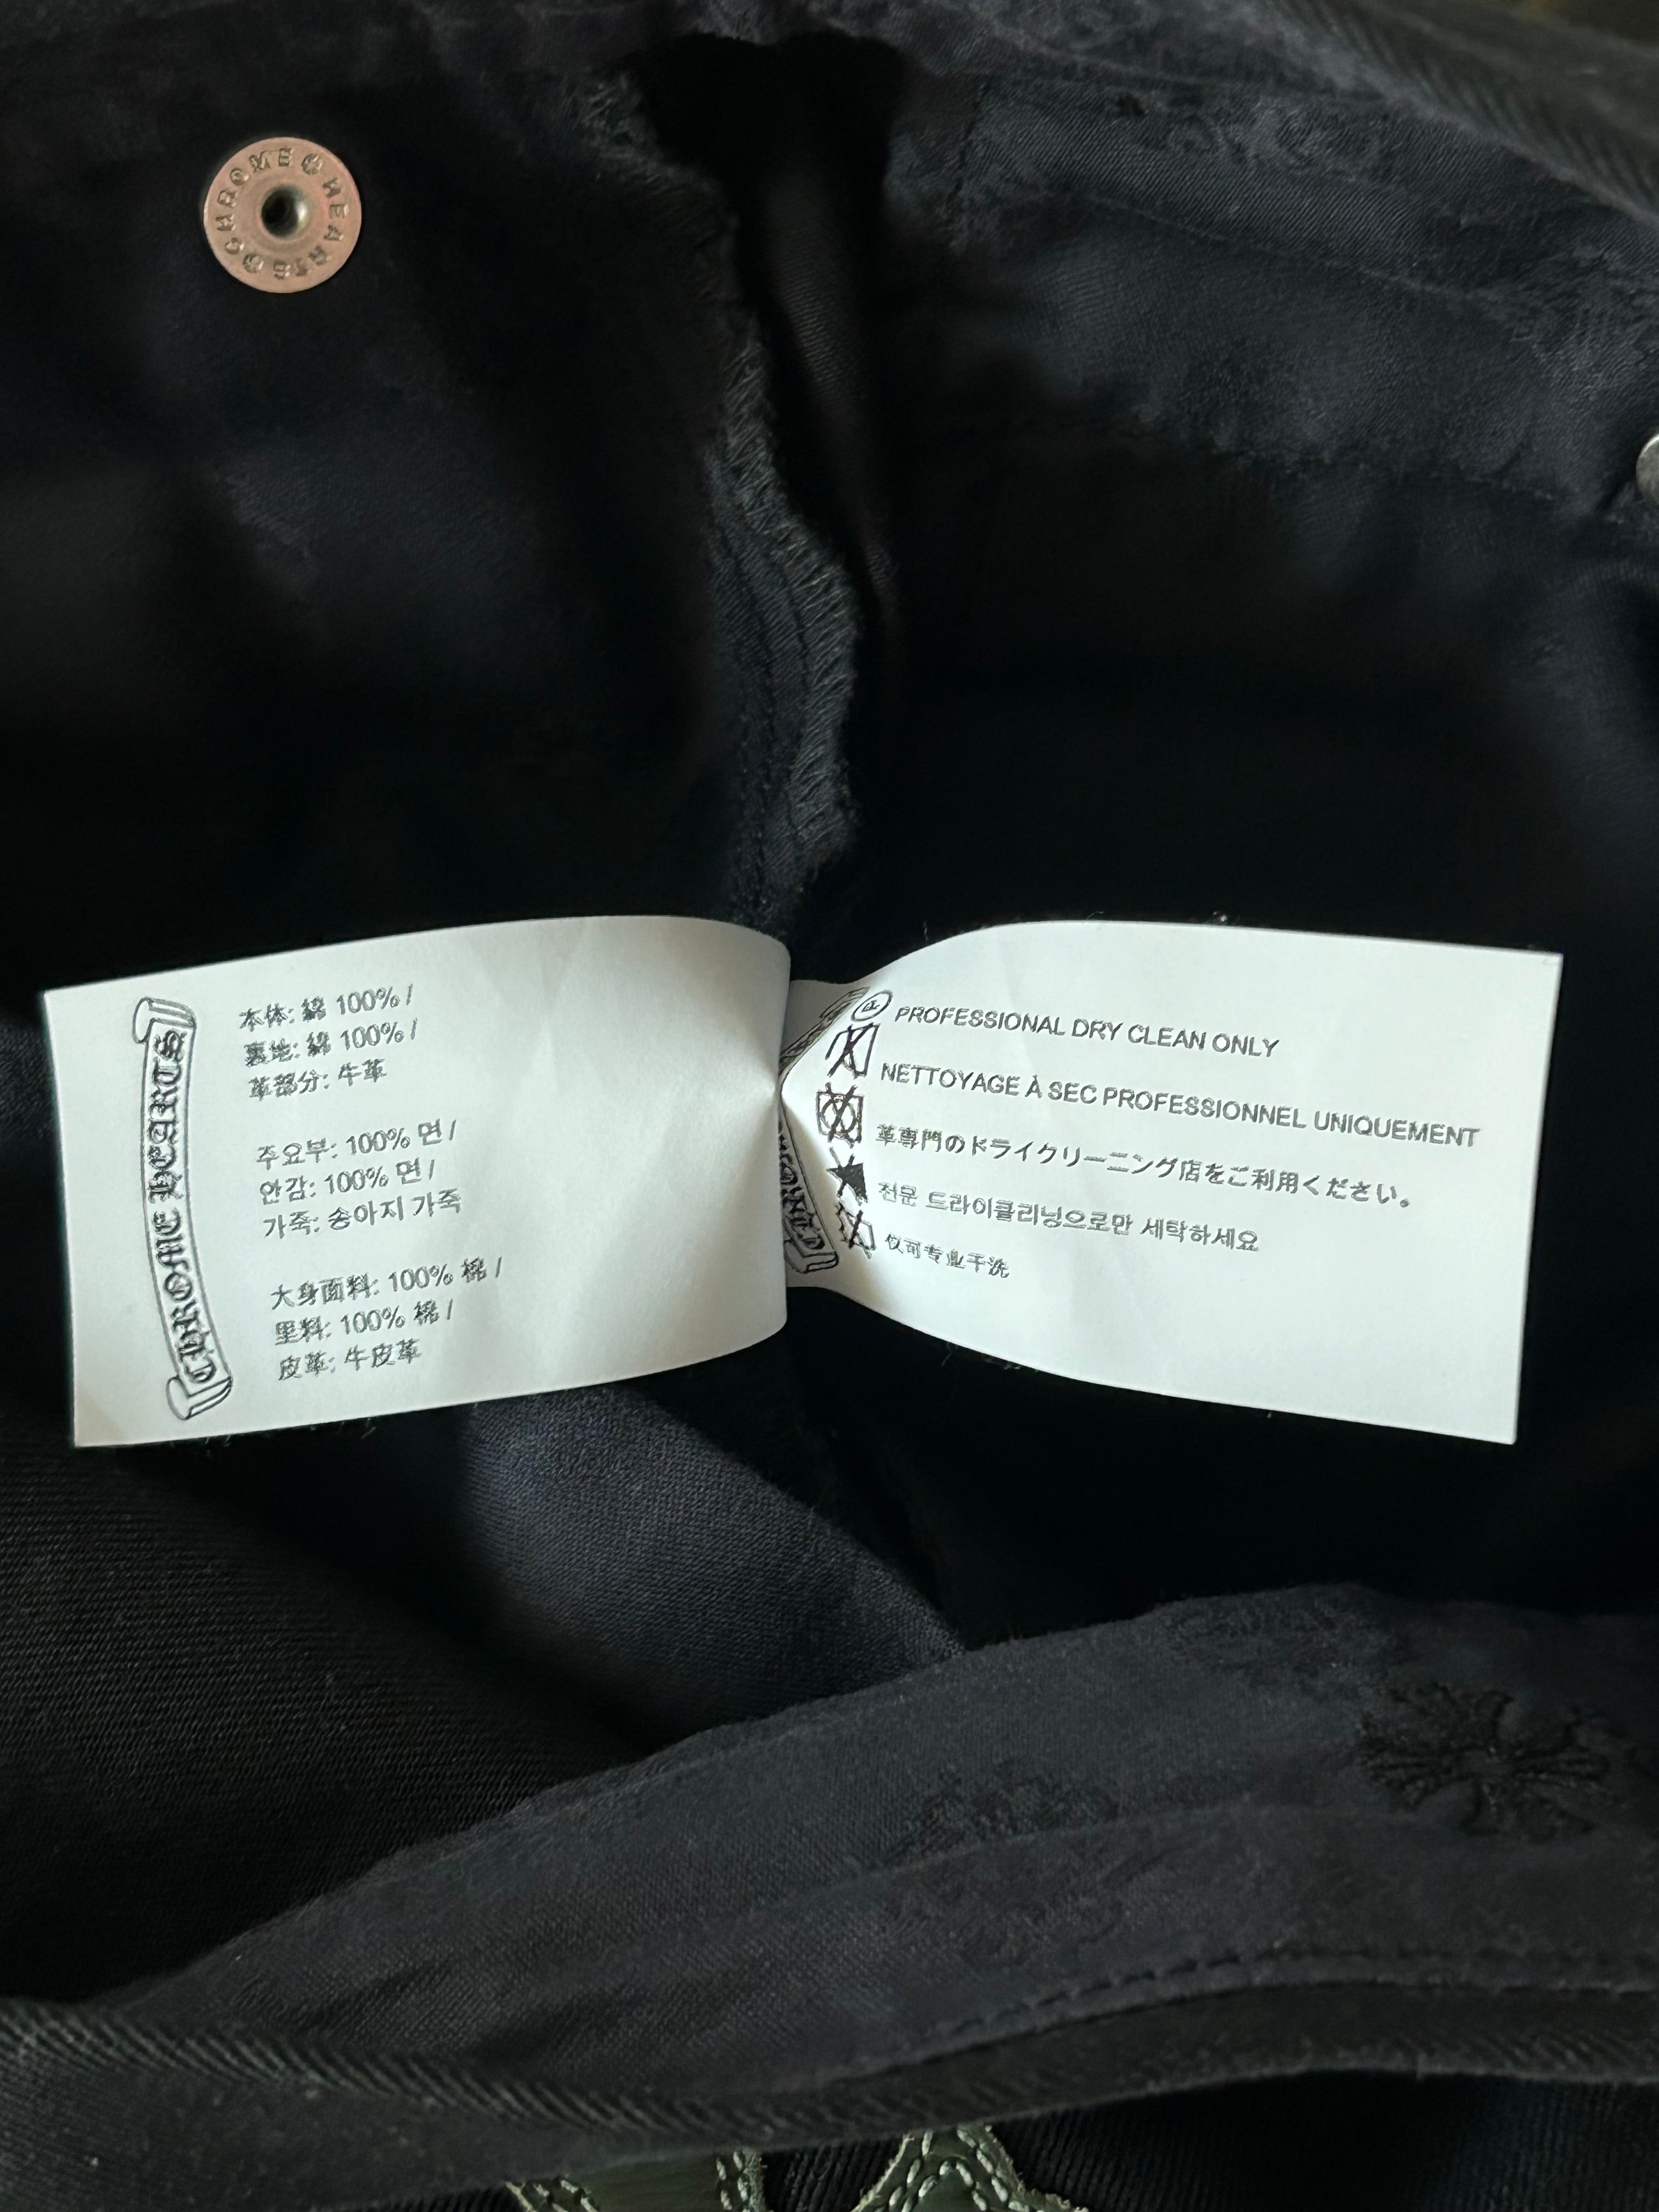 CHROME HEARTS
CHROME HEARTS
本体: 綿 100% /
裏地: 綿 100% /
革部分: 牛革
주요부: 100% 면 /
안감: 100% 면 /
가죽: 송아지 가죽
大身面料: 100% 棉 /
里料: 100% 棉 /
皮革: 牛皮革
CHROM
PROFESSIONAL DRY CLEAN ONLY
NETTOYAGE À SEC PROFESSIONNEL UNIQUEMENT
革専門のドライクリーニング店をご利用ください。
전문 드라이클리닝으로만 세탁하세요
仅可专业干洗